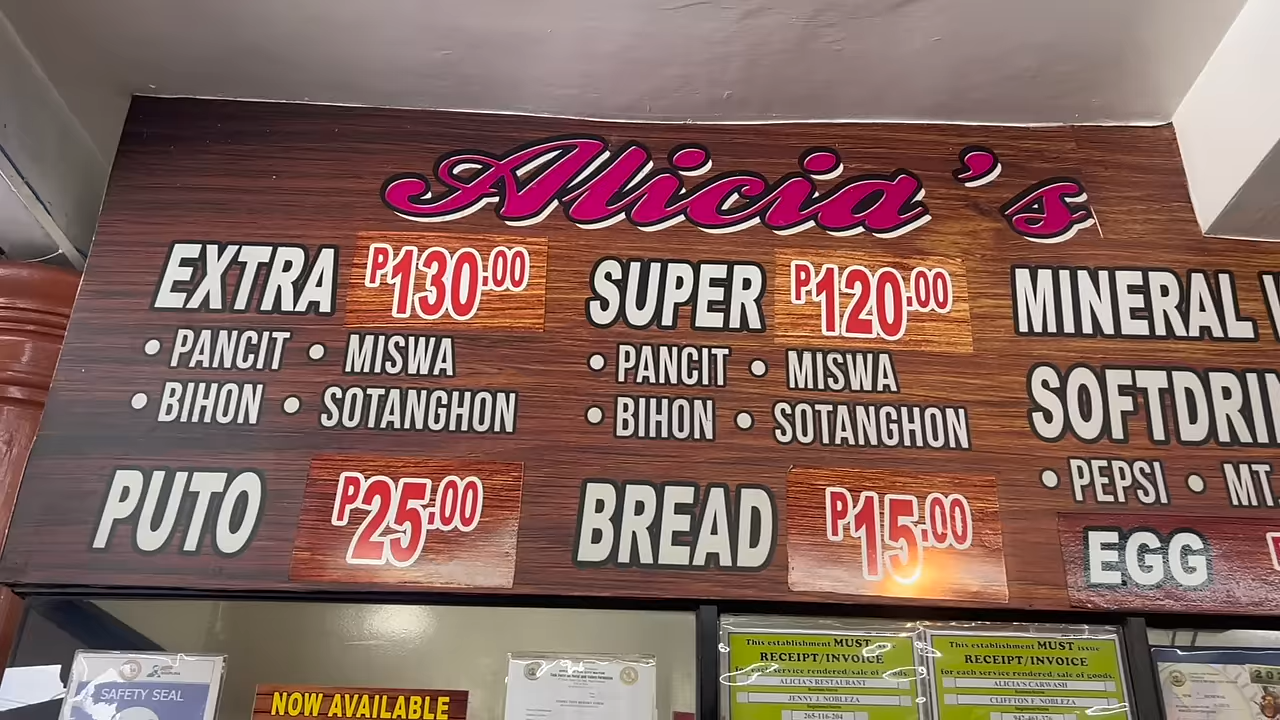 Alicia's
EXTRA P130.00
• PANCIT • MISWA
• BIHON • SOTANGHON
SUPER P120.00
• PANCIT • MISWA
• BIHON • SOTANGHON
PUTO P25.00
BREAD P15.00
MINERAL
SOFTDRI
• PEPSI • MT.
EGG
SAFETY SEAL
NOW AVAILABLE
This establishment MUST issue
RECEIPT/INVOICE
for each service rendered/sale of goods.
ALICIA'S RESTAURANT
JENNY J. NOBLEZA
265-116-204
This establishment MUST issue
RECEIPT/INVOICE
for each service rendered/sale of goods.
ALICIA'S CARWASH
CLIFFTON F. NOBLEZA
942-461-376